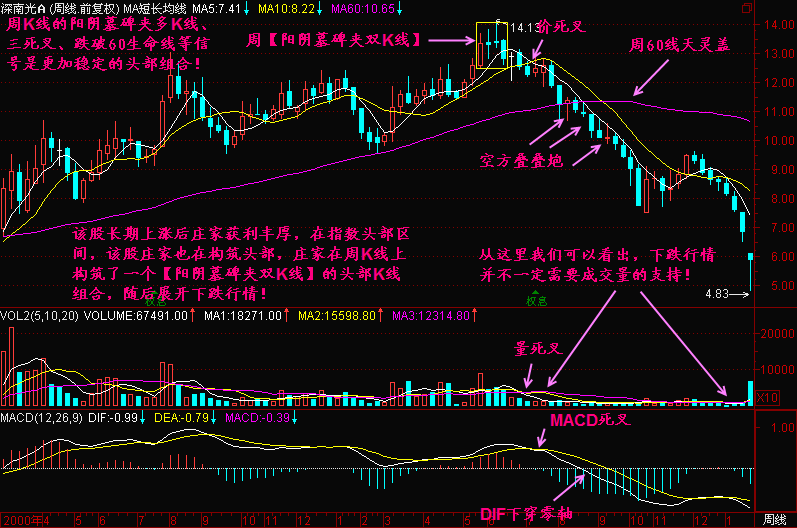 深南光A (周线.前复权) MA短长均线 MA5:7.41↓ MA10:8.22↓ MA60:10.65↓
周K线的阳阴墓碑夹多K线、
三死叉、跌破60生命线等信
号是更加稳定的头部组合！
周【阳阴墓碑夹双K线】
14.13
价死叉
周60线天灵盖
空方叠叠炮
14.00
13.00
12.00
11.00
10.00
9.00
8.00
7.00
6.00
5.00
该股长期上涨后庄家获利丰厚，在指数头部区
间，该股庄家也在构筑头部，庄家在周K线上
构筑了一个【阳阴墓碑夹双K线】的头部K线
组合，随后展开下跌行情！
从这里我们可以看出，下跌行情
并不一定需要成交量的支持！
4.83
权息
权息
VOL2(5,10,20) VOLUME:67491.00↑ MA1:18271.00↑ MA2:15598.80↑ MA3:12314.80↑
量死叉
20000
10000
X10
MACD(12,26,9) DIF:-0.99↓ DEA:-0.79↓ MACD:-0.39↓
MACD死叉
1.00
0.00
DIF下穿零轴
2000年 4 5 6 7 8 9 10 11 12 1 2 3 4 5 6 7 8 9 10 11 12 1 周线